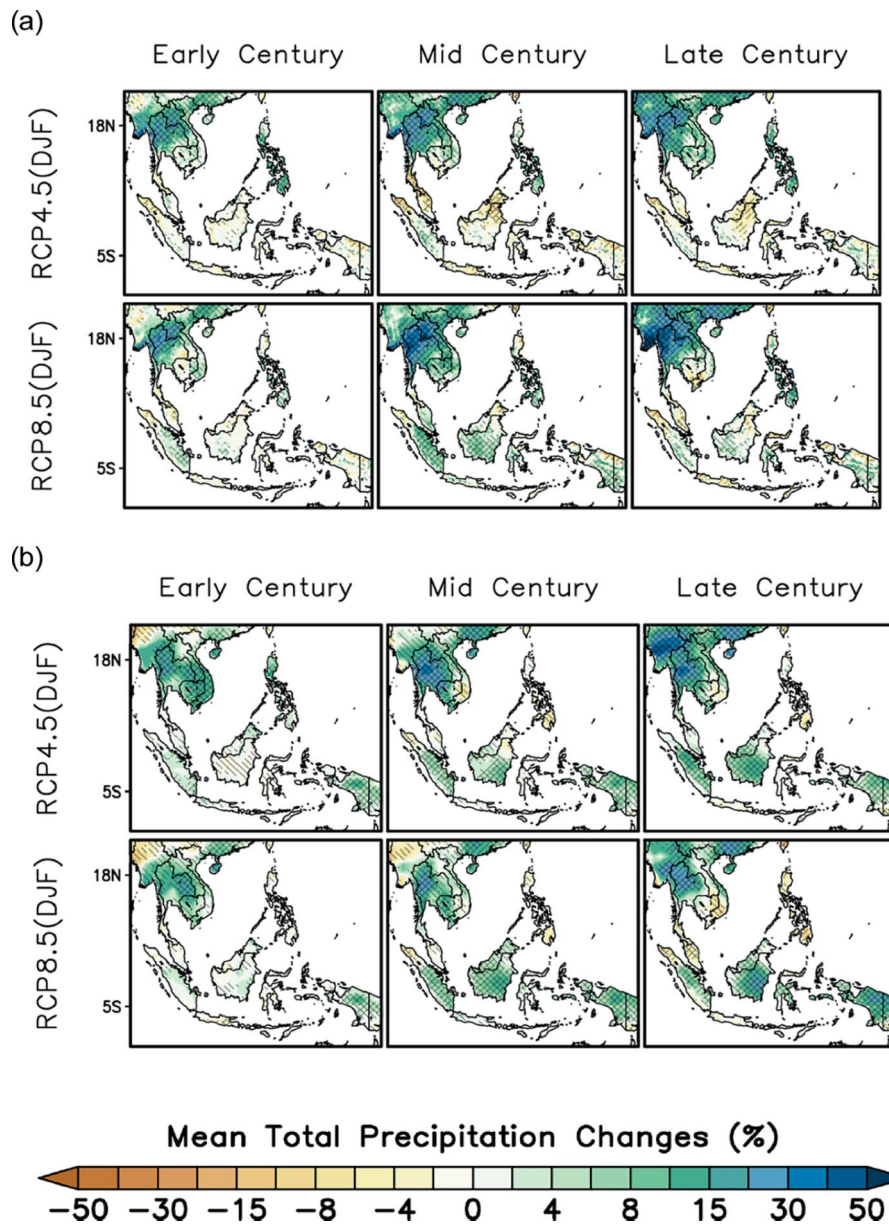 (a)
Early Century Mid Century Late Century
RCP4.5(DJF)
18N
5S
RCP8.5(DJF)
18N
5S
(b)
Early Century Mid Century Late Century
RCP4.5(DJF)
18N
5S
RCP8.5(DJF)
18N
5S
Mean Total Precipitation Changes (%)
−50 −30 −15 −8 −4 0 4 8 15 30 50